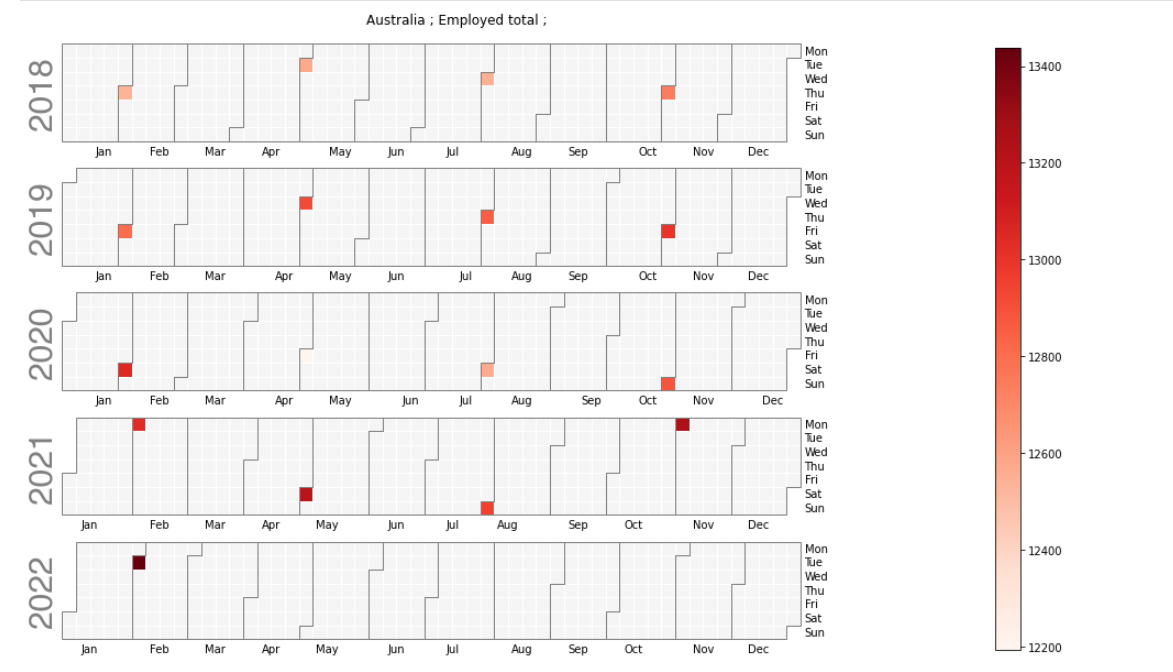 Australia ; Employed total ;
2018
Mon
Tue
Wed
Thu
Fri
Sat
Sun
Jan Feb Mar Apr May Jun Jul Aug Sep Oct Nov Dec
2019
Mon
Tue
Wed
Thu
Fri
Sat
Sun
Jan Feb Mar Apr May Jun Jul Aug Sep Oct Nov Dec
2020
Mon
Tue
Wed
Thu
Fri
Sat
Sun
Jan Feb Mar Apr May Jun Jul Aug Sep Oct Nov Dec
2021
Mon
Tue
Wed
Thu
Fri
Sat
Sun
Jan Feb Mar Apr May Jun Jul Aug Sep Oct Nov Dec
2022
Mon
Tue
Wed
Thu
Fri
Sat
Sun
Jan Feb Mar Apr May Jun Jul Aug Sep Oct Nov Dec
13400
13200
13000
12800
12600
12400
12200